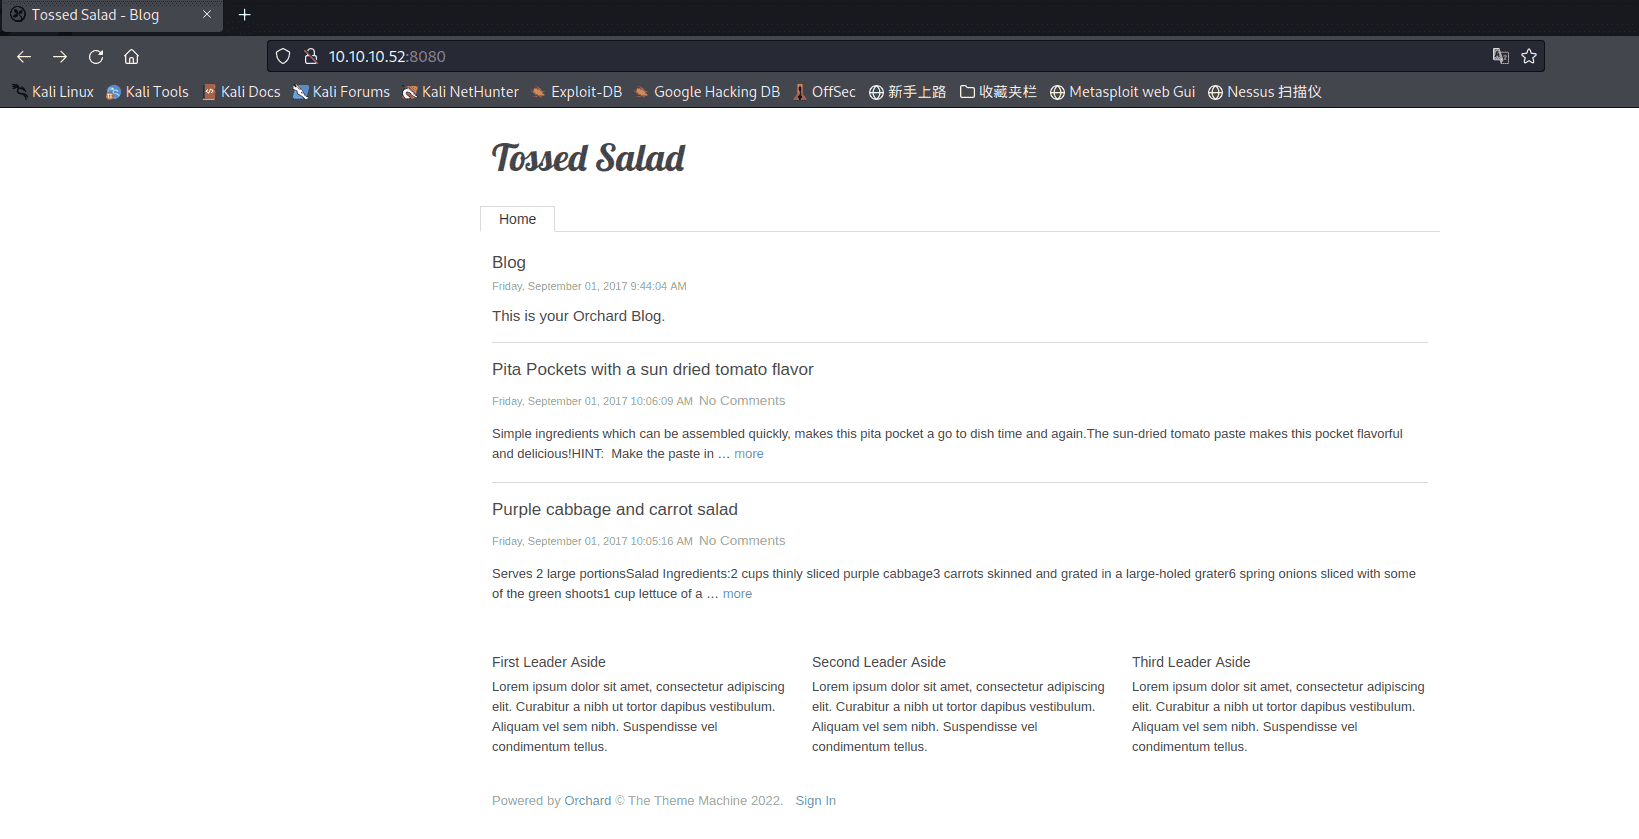 Tossed Salad - Blog
10.10.10.52:8080
Kali Linux Kali Tools Kali Docs Kali Forums Kali NetHunter Exploit-DB Google Hacking DB OffSec 新手上路 收藏夹栏 Metasploit web Gui Nessus 扫描仪
Tossed Salad
Home
Blog
Friday, September 01, 2017 9:44:04 AM
This is your Orchard Blog.
Pita Pockets with a sun dried tomato flavor
Friday, September 01, 2017 10:06:09 AM No Comments
Simple ingredients which can be assembled quickly, makes this pita pocket a go to dish time and again.The sun-dried tomato paste makes this pocket flavorful
and delicious!HINT:  Make the paste in … more
Purple cabbage and carrot salad
Friday, September 01, 2017 10:05:16 AM No Comments
Serves 2 large portionsSalad Ingredients:2 cups thinly sliced purple cabbage3 carrots skinned and grated in a large-holed grater6 spring onions sliced with some
of the green shoots1 cup lettuce of a … more
First Leader Aside
Lorem ipsum dolor sit amet, consectetur adipiscing
elit. Curabitur a nibh ut tortor dapibus vestibulum.
Aliquam vel sem nibh. Suspendisse vel
condimentum tellus.
Second Leader Aside
Lorem ipsum dolor sit amet, consectetur adipiscing
elit. Curabitur a nibh ut tortor dapibus vestibulum.
Aliquam vel sem nibh. Suspendisse vel
condimentum tellus.
Third Leader Aside
Lorem ipsum dolor sit amet, consectetur adipiscing
elit. Curabitur a nibh ut tortor dapibus vestibulum.
Aliquam vel sem nibh. Suspendisse vel
condimentum tellus.
Powered by Orchard © The Theme Machine 2022. Sign In